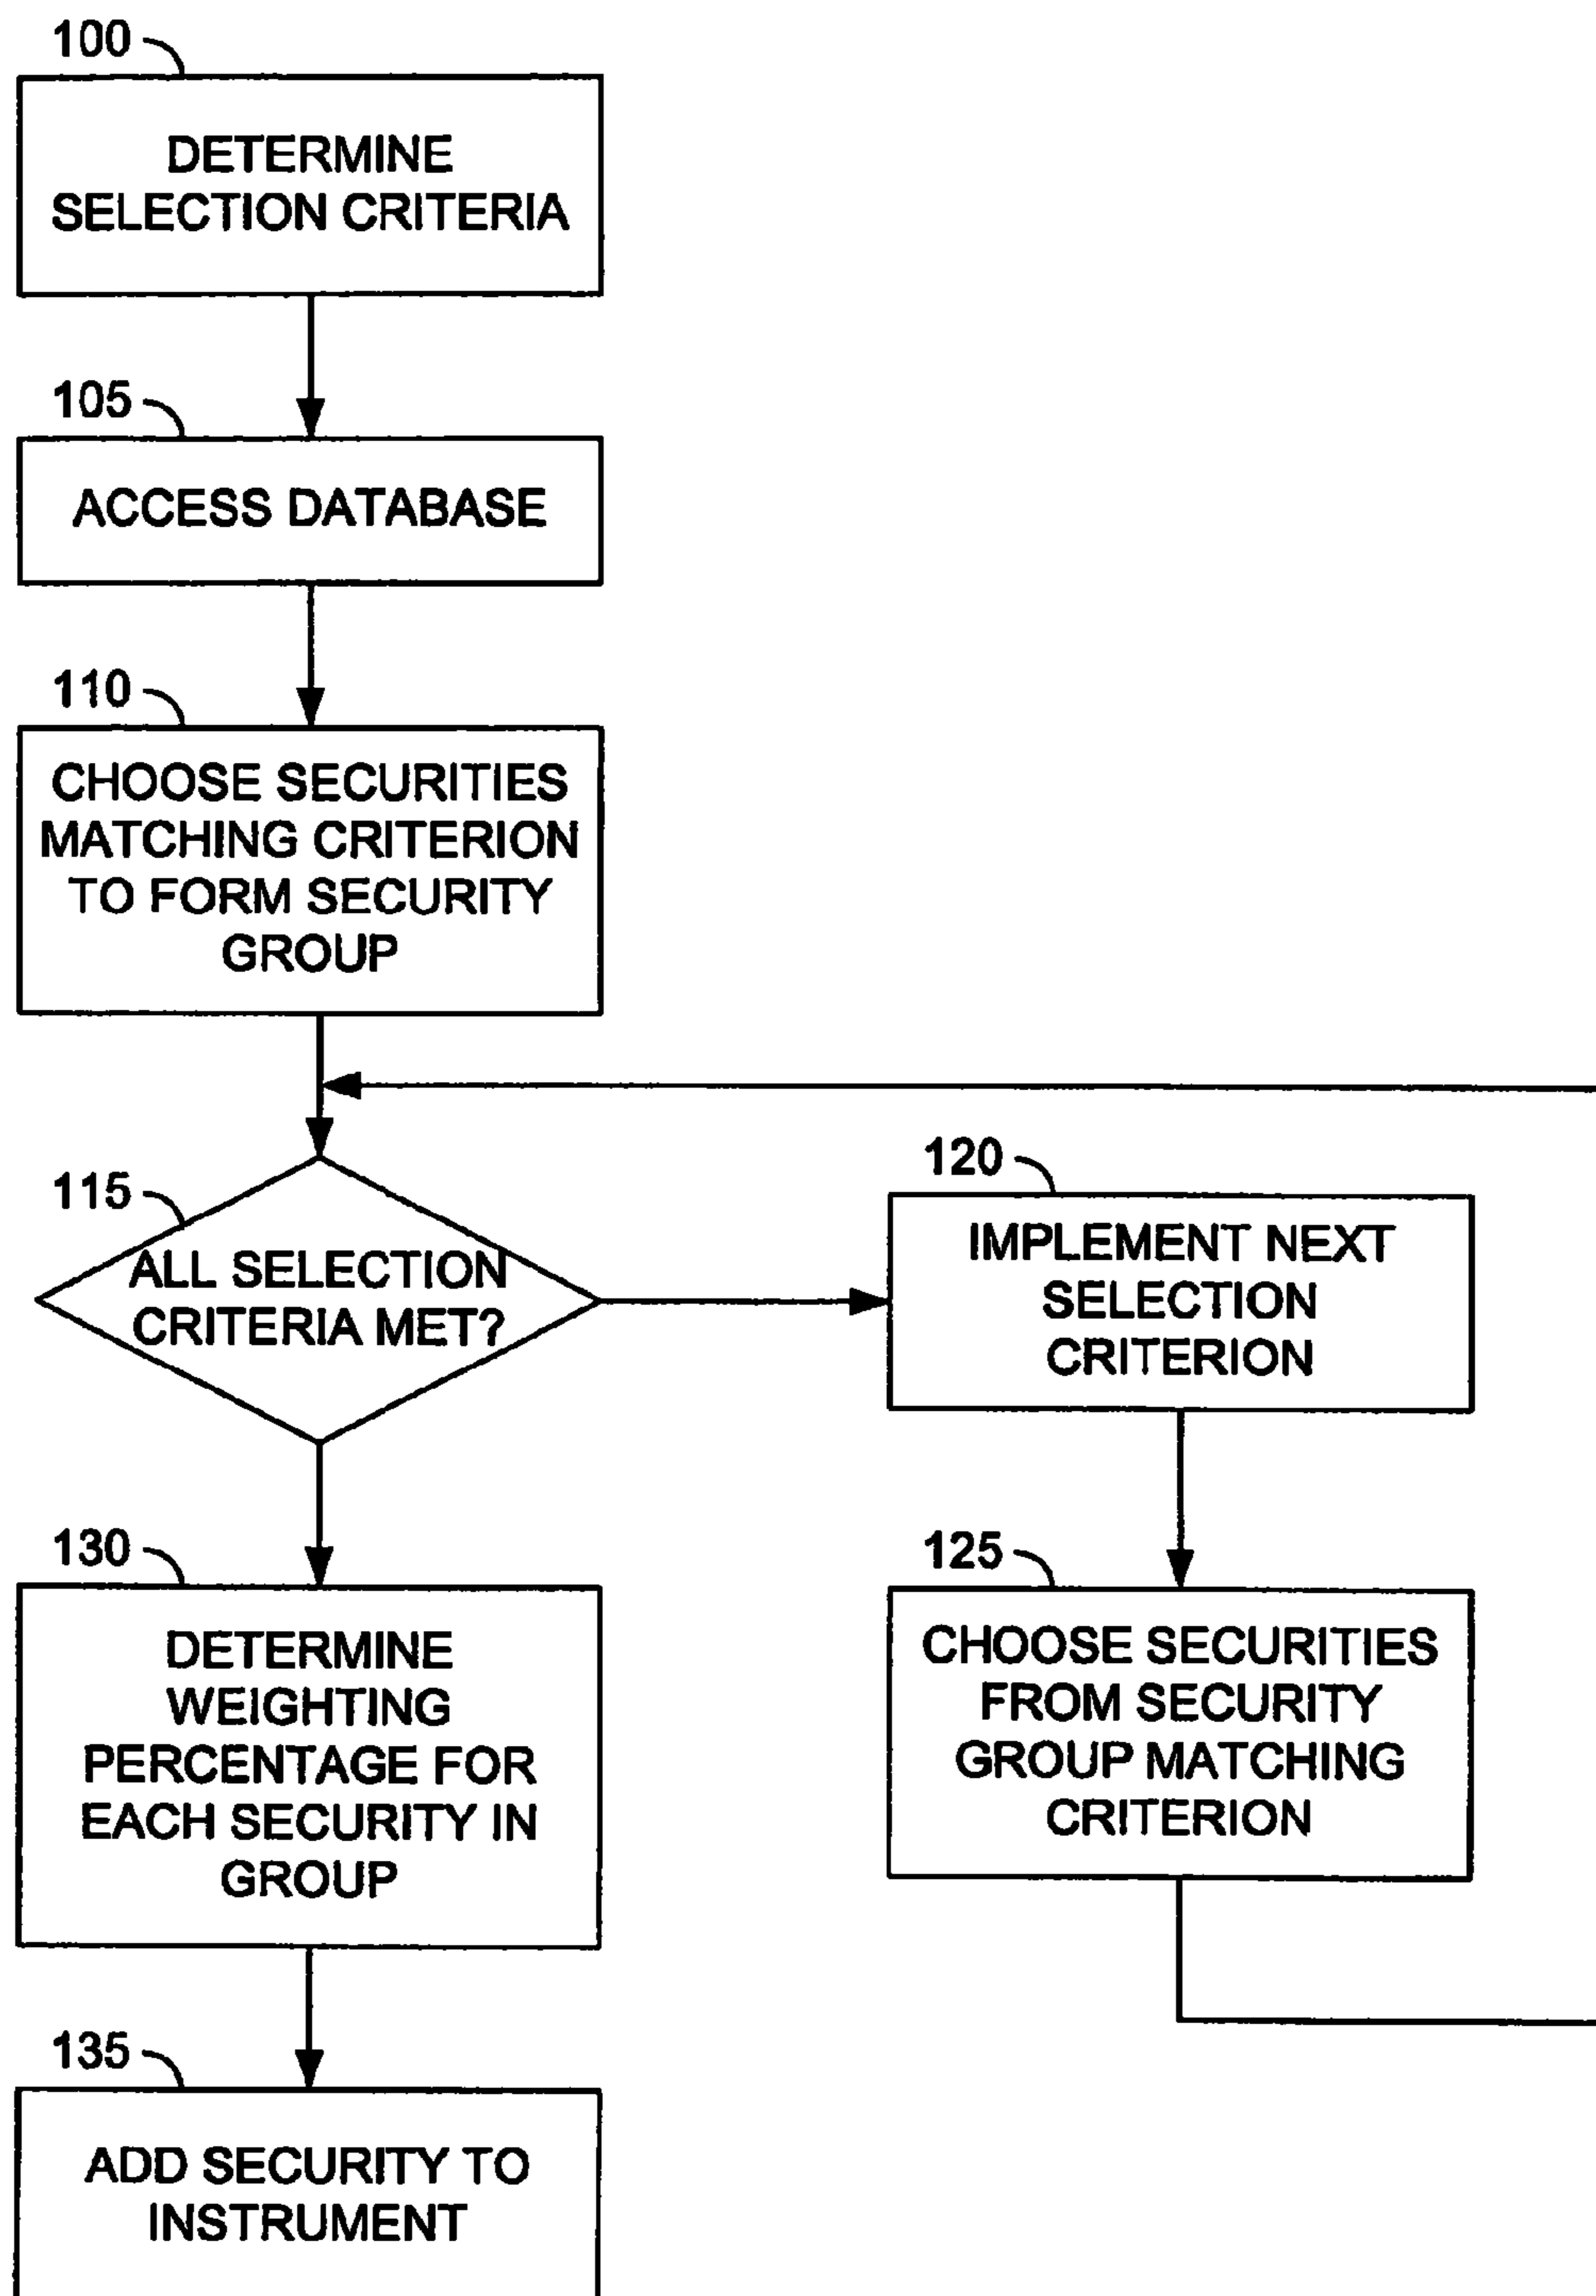 100
DETERMINE
SELECTION CRITERIA
105
ACCESS DATABASE
110
CHOOSE SECURITIES
MATCHING CRITERION
TO FORM SECURITY
GROUP
115
ALL SELECTION
CRITERIA MET?
120
IMPLEMENT NEXT
SELECTION
CRITERION
125
CHOOSE SECURITIES
FROM SECURITY
GROUP MATCHING
CRITERION
130
DETERMINE
WEIGHTING
PERCENTAGE FOR
EACH SECURITY IN
GROUP
135
ADD SECURITY TO
INSTRUMENT